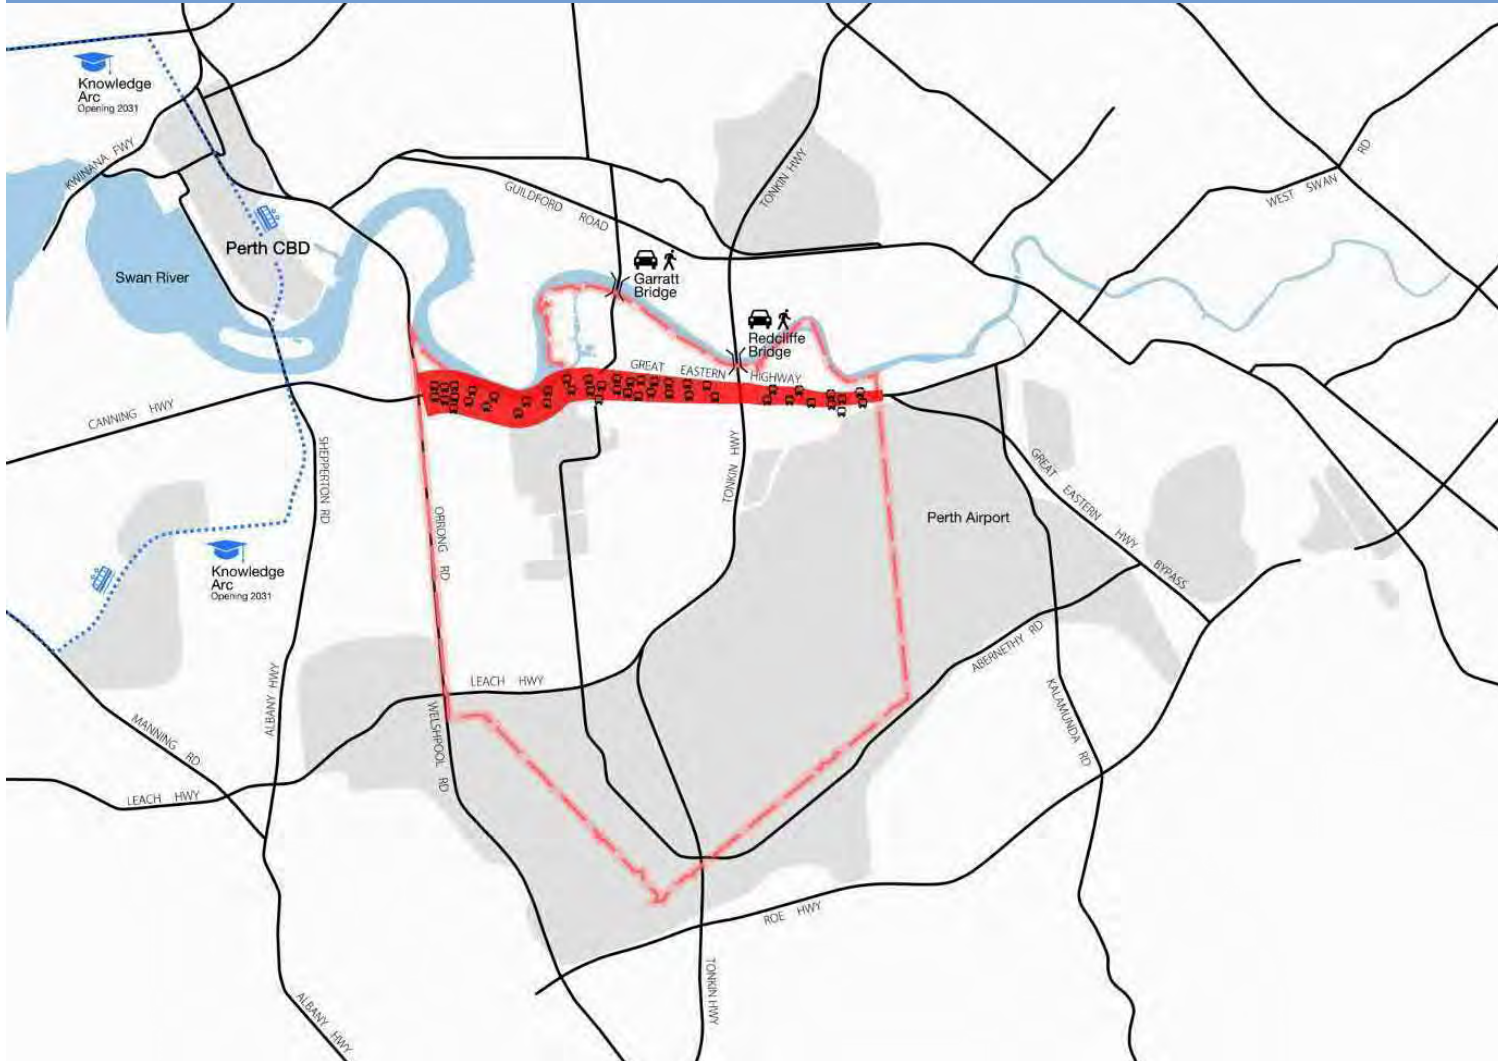 Knowledge
Arc
Opening 2031
KWINANA FWY
Perth CBD
Swan River
GUILDFORD ROAD
TONKIN HWY
WEST SWAN RD
Garratt
Bridge
Redcliffe
Bridge
GREAT EASTERN HIGHWAY
CANNING HWY
SHEPPERTON RD
ORRONG RD
TONKIN HWY
Perth Airport
GREAT EASTERN HWY BYPASS
Knowledge
Arc
Opening 2031
ABERNETHY RD
LEACH HWY
ALBANY HWY
MANNING RD
WELSHPOOL RD
KALAMUNDA RD
LEACH HWY
ROE HWY
TONKIN HWY
ALBANY HWY